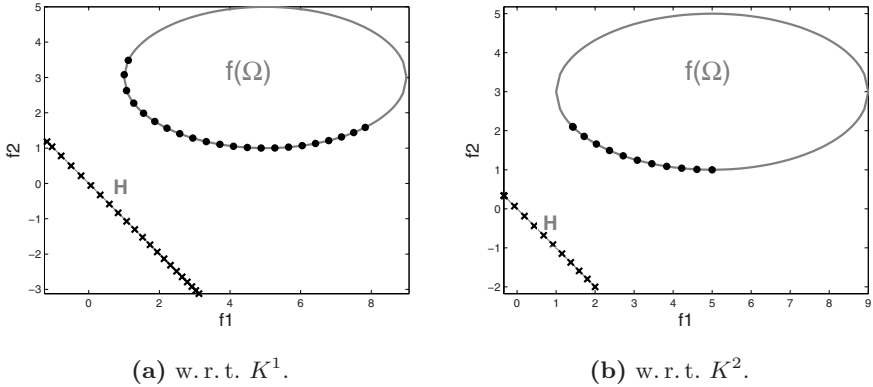 5
4
3
2
1
0
-1
-2
-3
f2
f(Ω)
H
0 2 4 6 8
f1
5
4
3
2
1
0
-1
-2
f2
f(Ω)
H
0 1 2 3 4 5 6 7 8 9
f1
(a) w. r. t. K¹.
(b) w. r. t. K².